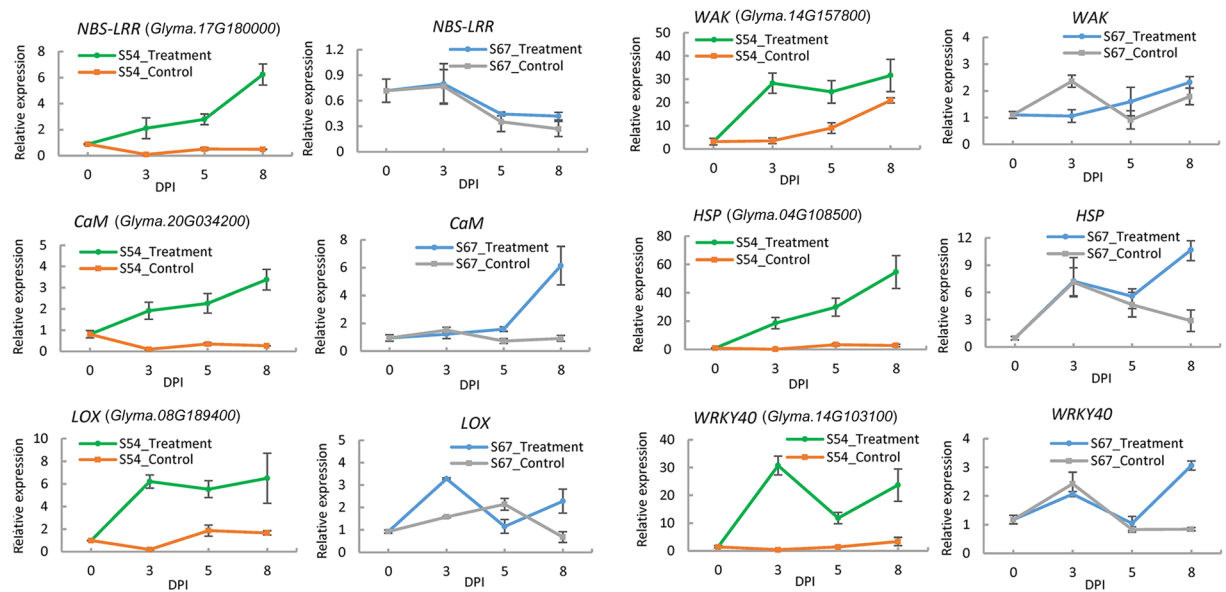 NBS-LRR (Glyma.17G180000)
S54_Treatment
S54_Control
Relative expression
8
6
4
2
0
0 3 5 8
DPI
NBS-LRR
S67_Treatment
S67_Control
Relative expression
1.2
0.9
0.6
0.3
0 3 5 8
DPI
WAK (Glyma.14G157800)
S54_Treatment
S54_Control
Relative expression
50
40
30
20
10
0
0 3 5 8
DPI
WAK
S67_Treatment
S67_Control
Relative expression
4
3
2
1
0
0 3 5 8
DPI
CaM (Glyma.20G034200)
S54_Treatment
S54_Control
Relative expression
5
4
3
2
1
0
0 3 5 8
DPI
CaM
S67_Treatment
S67_Control
Relative expression
8
6
4
2
0
0 3 5 8
DPI
HSP (Glyma.04G108500)
S54_Treatment
S54_Control
Relative expression
80
60
40
20
0
0 3 5 8
DPI
HSP
S67_Treatment
S67_Control
Relative expression
12
9
6
3
0
0 3 5 8
DPI
LOX (Glyma.08G189400)
S54_Treatment
S54_Control
Relative expression
10
8
6
4
2
0
0 3 5 8
DPI
LOX
S67_Treatment
S67_Control
Relative expression
5
4
3
2
1
0
0 3 5 8
DPI
WRKY40 (Glyma.14G103100)
S54_Treatment
S54_Control
Relative expression
40
30
20
10
0
0 3 5 8
DPI
WRKY40
S67_Treatment
S67_Control
Relative expression
4
3
2
1
0
0 3 5 8
DPI